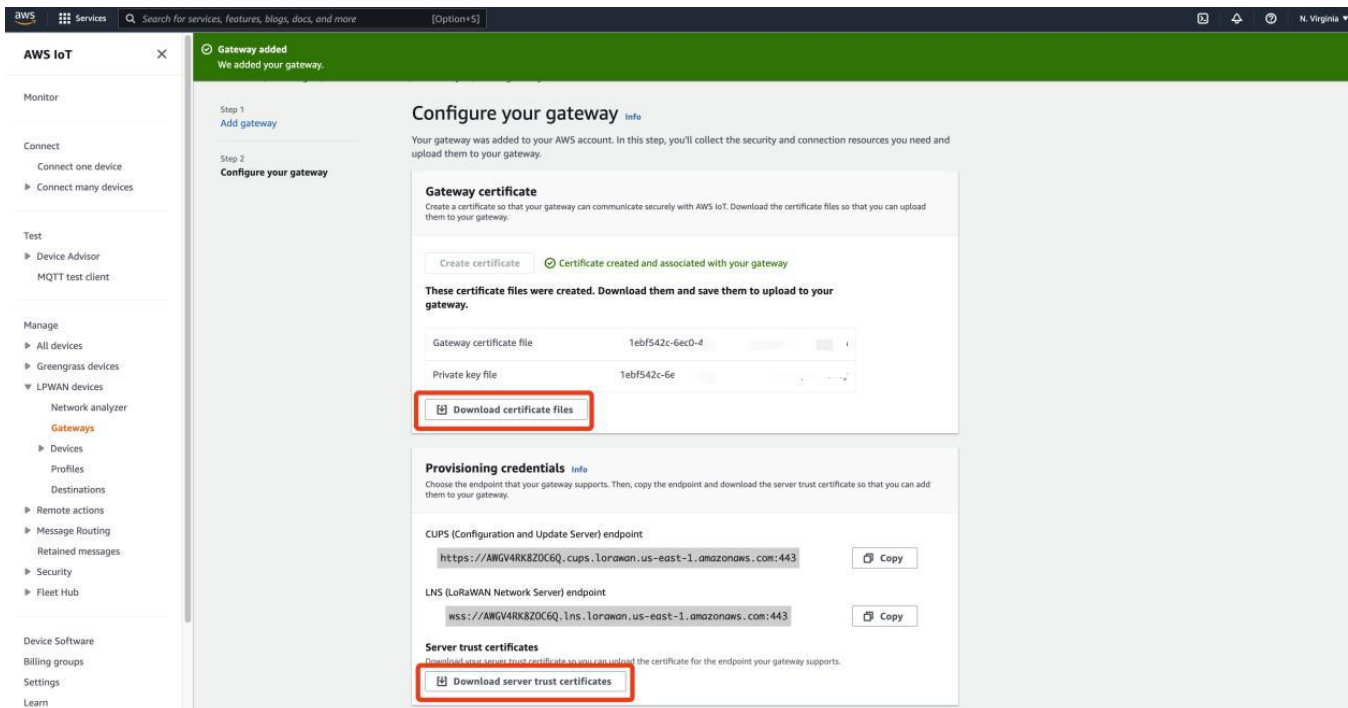 aws
Services
Search for services, features, blogs, docs, and more
[Option+S]
N. Virginia
AWS IoT
Gateway added
We added your gateway.
Monitor
Connect
Connect one device
Connect many devices
Test
Device Advisor
MQTT test client
Manage
All devices
Greengrass devices
LPWAN devices
Network analyzer
Gateways
Devices
Profiles
Destinations
Remote actions
Message Routing
Retained messages
Security
Fleet Hub
Device Software
Billing groups
Settings
Learn
Step 1
Add gateway
Step 2
Configure your gateway
Configure your gateway Info
Your gateway was added to your AWS account. In this step, you'll collect the security and connection resources you need and
upload them to your gateway.
Gateway certificate
Create a certificate so that your gateway can communicate securely with AWS IoT. Download the certificate files so that you can upload
them to your gateway.
Create certificate
Certificate created and associated with your gateway
These certificate files were created. Download them and save them to upload to your
gateway.
Gateway certificate file
1ebf542c-6ec0-4
Private key file
1ebf542c-6e
Download certificate files
Provisioning credentials Info
Choose the endpoint that your gateway supports. Then, copy the endpoint and download the server trust certificate so that you can add
them to your gateway.
CUPS (Configuration and Update Server) endpoint
https://AWGV4RK8ZOC6Q.cups.lorawan.us-east-1.amazonaws.com:443
Copy
LNS (LoRaWAN Network Server) endpoint
wss://AWGV4RK8ZOC6Q.lns.lorawan.us-east-1.amazonaws.com:443
Copy
Server trust certificates
Download your server trust certificate so you can upload the certificate for the endpoint your gateway supports.
Download server trust certificates